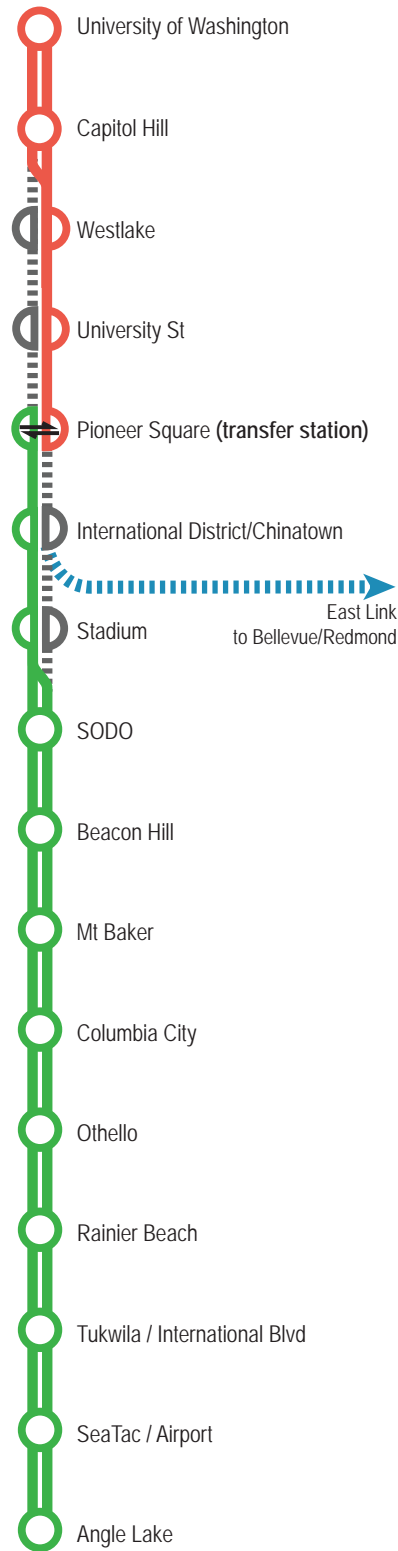 University of Washington
Capitol Hill
Westlake
University St
Pioneer Square (transfer station)
International District/Chinatown
East Link
to Bellevue/Redmond
Stadium
SODO
Beacon Hill
Mt Baker
Columbia City
Othello
Rainier Beach
Tukwila / International Blvd
SeaTac / Airport
Angle Lake